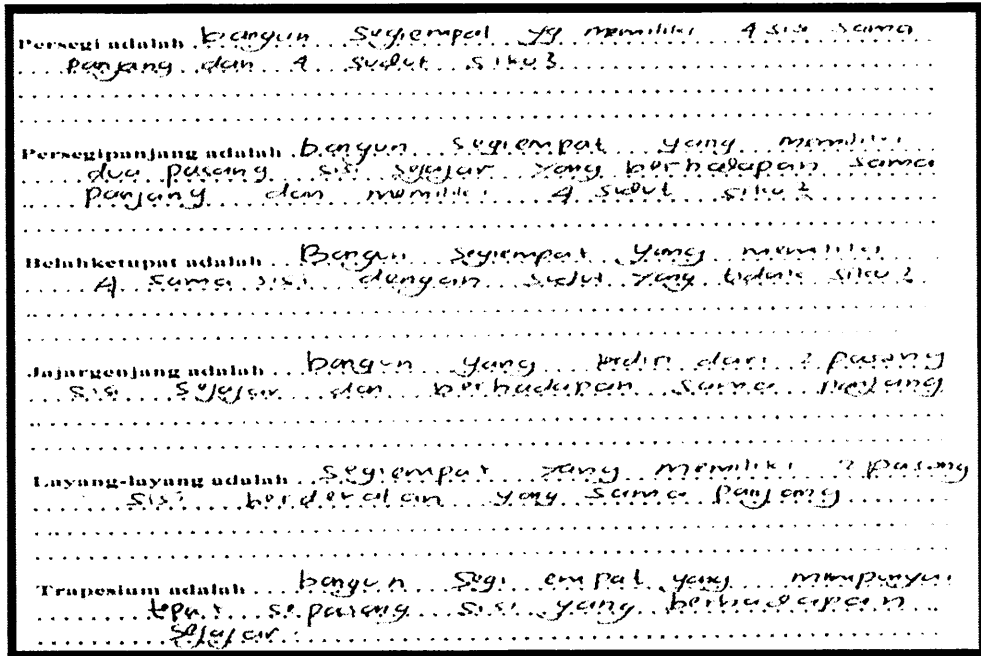 Persegi adalah bangun segiempat yg memiliki 4 sisi sama
panjang dan 4 sudut siku2
Persegipanjang adalah bangun segiempat yang memiliki
dua pasang sisi sejajar yang berhadapan sama
panjang dan memiliki 4 sudut siku2
Belahketupat adalah Bangun segiempat yang memiliki
4 sama sisi dengan sudut yang tidak siku2
Jajargenjang adalah bangun yang terdiri dari 2 pasang
sisi sejajar dan berhadapan sama panjang
Layang-layang adalah segiempat yang memiliki 2 pasang
sisi berdekatan yang sama panjang
Trapesium adalah bangun segi empat yang mempunyai
tepat sepasang sisi yang berhadapan
sejajar